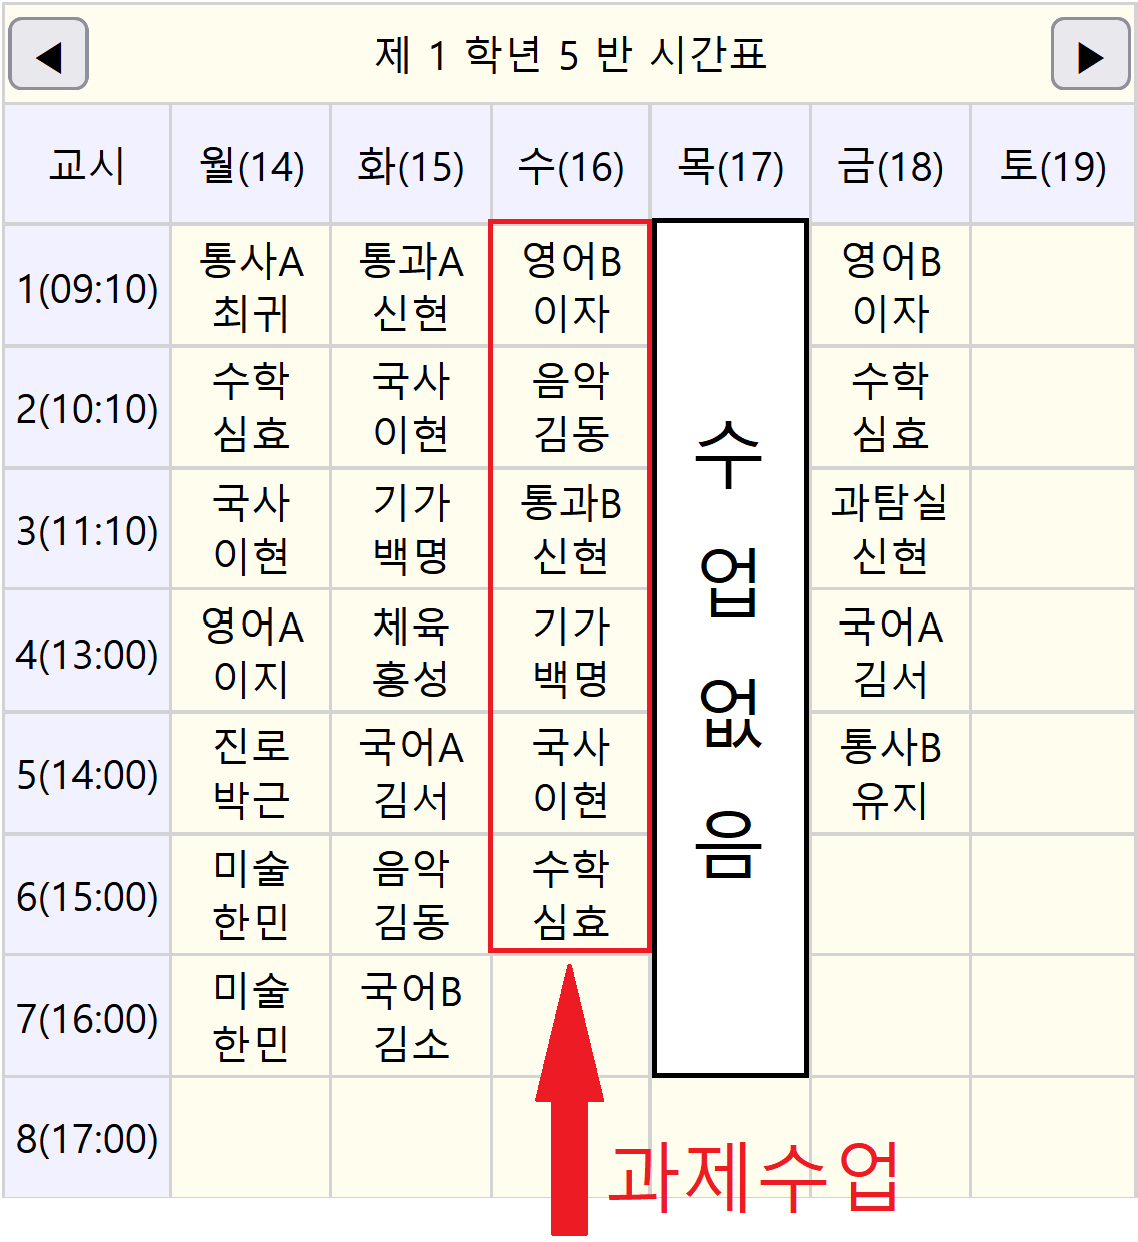 ◀ 제 1 학년 5 반 시간표 ▶
교시 월(14) 화(15) 수(16) 목(17) 금(18) 토(19)
1(09:10) 통사A 통과A 영어B 영어B
최귀 신현 이자 이자
2(10:10) 수학 국사 음악 수학
심효 이현 김동 심효
3(11:10) 국사 기가 통과B 과탐실
이현 백명 신현 신현
4(13:00) 영어A 체육 기가 국어A
이지 홍성 백명 김서
5(14:00) 진로 국어A 국사 통사B
박근 김서 이현 유지
6(15:00) 미술 음악 수학
한민 김동 심효
7(16:00) 미술 국어B
한민 김소
8(17:00)
수
업
없
음
과제수업